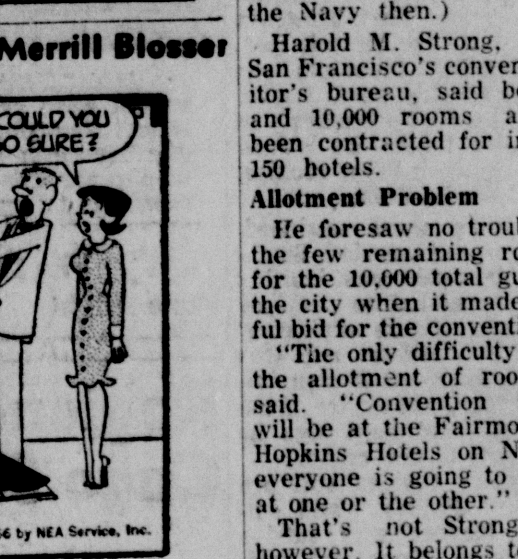 Merrill Blosser
COULD YOU
SO SURE?
6 by NEA Service, Inc.
the Navy then.)
Harold M. Strong,
San Francisco's conver
itor's bureau, said b
and 10,000 rooms a
been contracted for i
150 hotels.
Allotment Problem
He foresaw no troub
the few remaining ro
for the 10,000 total gu
the city when it made
ful bid for the convent
"The only difficulty
the allotment of roo
said. "Convention
will be at the Fairmo
Hopkins Hotels on N
everyone is going to
at one or the other."
That's not Strong
however. It belongs t